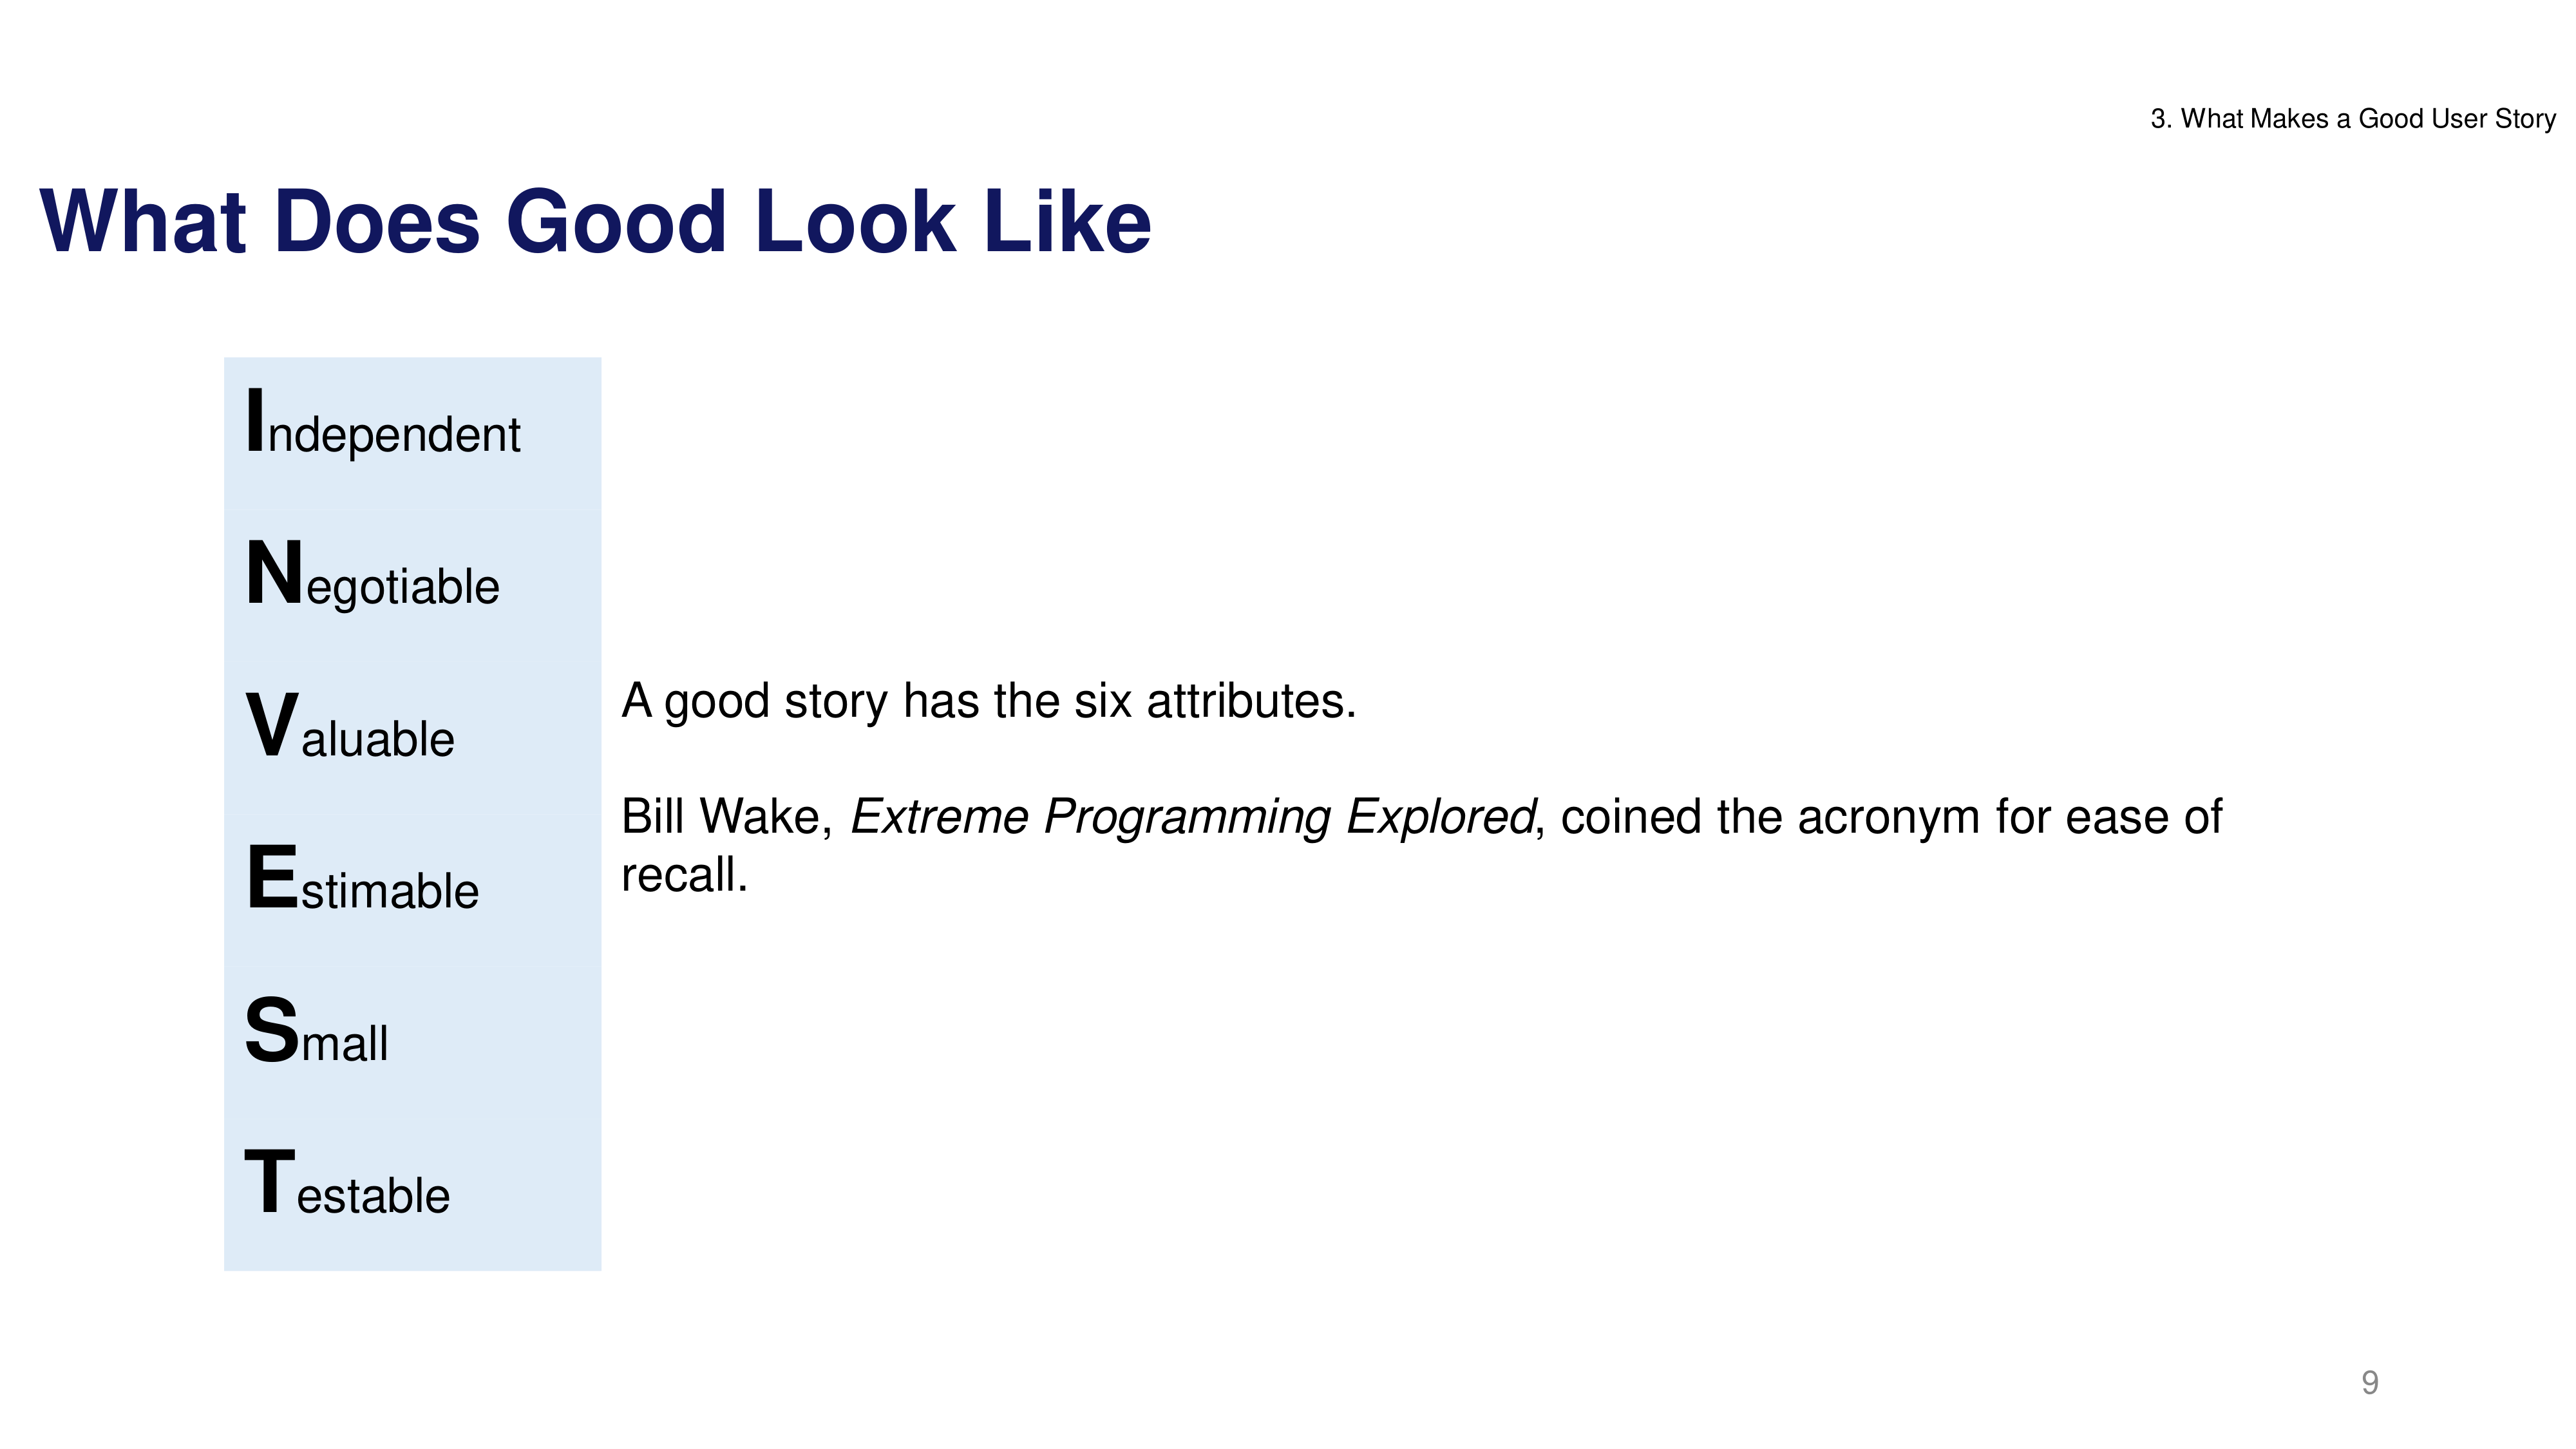 3. What Makes a Good User Story
What Does Good Look Like
Independent
Negotiable
Valuable
Estimable
Small
Testable
A good story has the six attributes.
Bill Wake, Extreme Programming Explored, coined the acronym for ease of
recall.
9